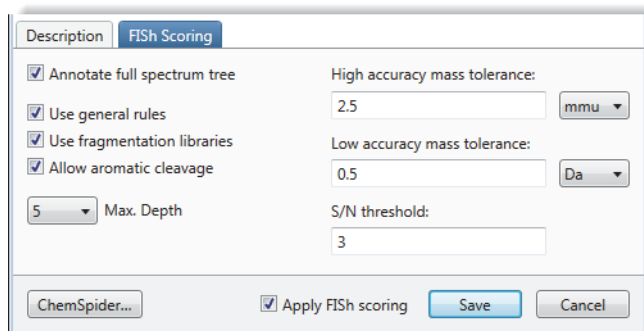 Description FISh Scoring
Annotate full spectrum tree
Use general rules
Use fragmentation libraries
Allow aromatic cleavage
5 Max. Depth
High accuracy mass tolerance:
2.5 mmu
Low accuracy mass tolerance:
0.5 Da
S/N threshold:
3
ChemSpider... Apply FISh scoring Save Cancel